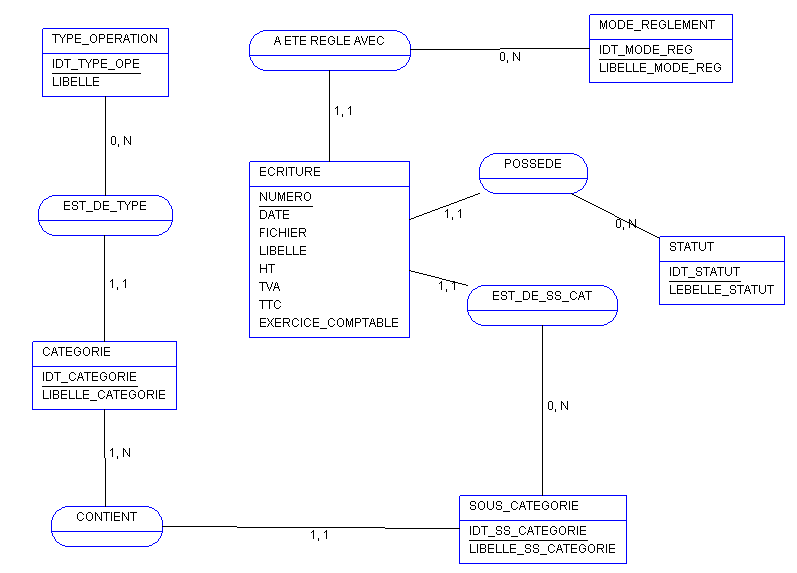 TYPE_OPERATION
IDT_TYPE_OPE
LIBELLE
0, N
EST_DE_TYPE
1, 1
CATEGORIE
IDT_CATEGORIE
LIBELLE_CATEGORIE
1, N
CONTIENT
1, 1
A ETE REGLE AVEC
0, N
MODE_REGLEMENT
IDT_MODE_REG
LIBELLE_MODE_REG
1, 1
ECRITURE
NUMERO
DATE
FICHIER
LIBELLE
HT
TVA
TTC
EXERCICE_COMPTABLE
POSSEDE
1, 1
0, N
STATUT
IDT_STATUT
LEBELLE_STATUT
1, 1
EST_DE_SS_CAT
0, N
SOUS_CATEGORIE
IDT_SS_CATEGORIE
LIBELLE_SS_CATEGORIE